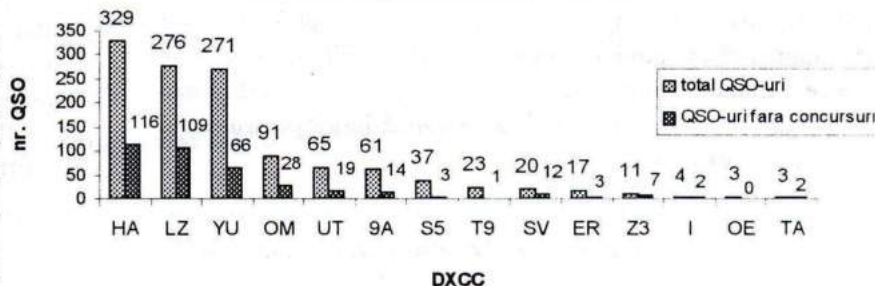 350
300
250
200
150
100
50
0
nr. QSO
329 276 271 91 65 61 37 23 20 17 11 4 3 3
116 109 66 28 19 14 3 1 12 3 7 2 0 2
HA LZ YU OM UT 9A S5 T9 SV ER Z3 I OE TA
DXCC
total QSO-uri
QSO-uri fara concursuri